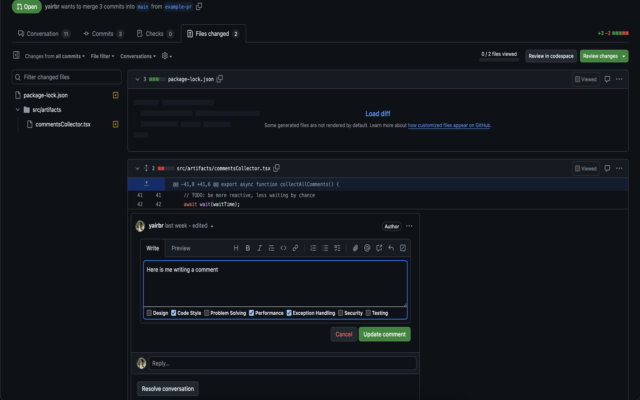 Open yairbr wants to merge 3 commits into main from example-pr
Conversation 11 Commits 3 Checks 0 Files changed 2 +3 −2
Changes from all commits File filter Conversations 0 / 2 files viewed Review in codespace Review changes
Filter changed files
package-lock.json
src/artifacts
commentsCollector.tsx
3 package-lock.json Viewed
Load diff
Some generated files are not rendered by default. Learn more about how customized files appear on GitHub.
2 src/artifacts/commentsCollector.tsx Viewed
@@ -41,8 +41,6 @@ export async function collectAllComments() {
41 41 // TODO: be more reactive, less waiting by chance
42 42 await wait(waitTime);
yairbr last week • edited Author
Write Preview
Here is me writing a comment
Design Code Style Problem Solving Performance Exception Handling Security Testing
Cancel Update comment
Reply...
Resolve conversation